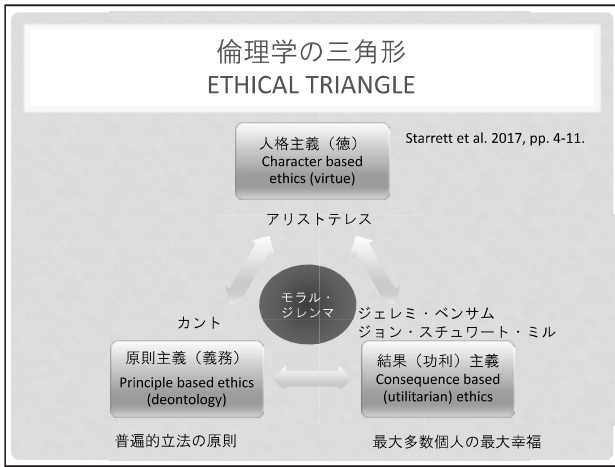 倫理学の三角形
ETHICAL TRIANGLE
Starrett et al. 2017, pp. 4-11.
人格主義（徳）
Character based
ethics (virtue)
アリストテレス
モラル・
ジレンマ
カント
ジェレミ・ベンサム
ジョン・スチュワート・ミル
原則主義（義務）
Principle based ethics
(deontology)
結果（功利）主義
Consequence based
(utilitarian) ethics
普遍的立法の原則
最大多数個人の最大幸福